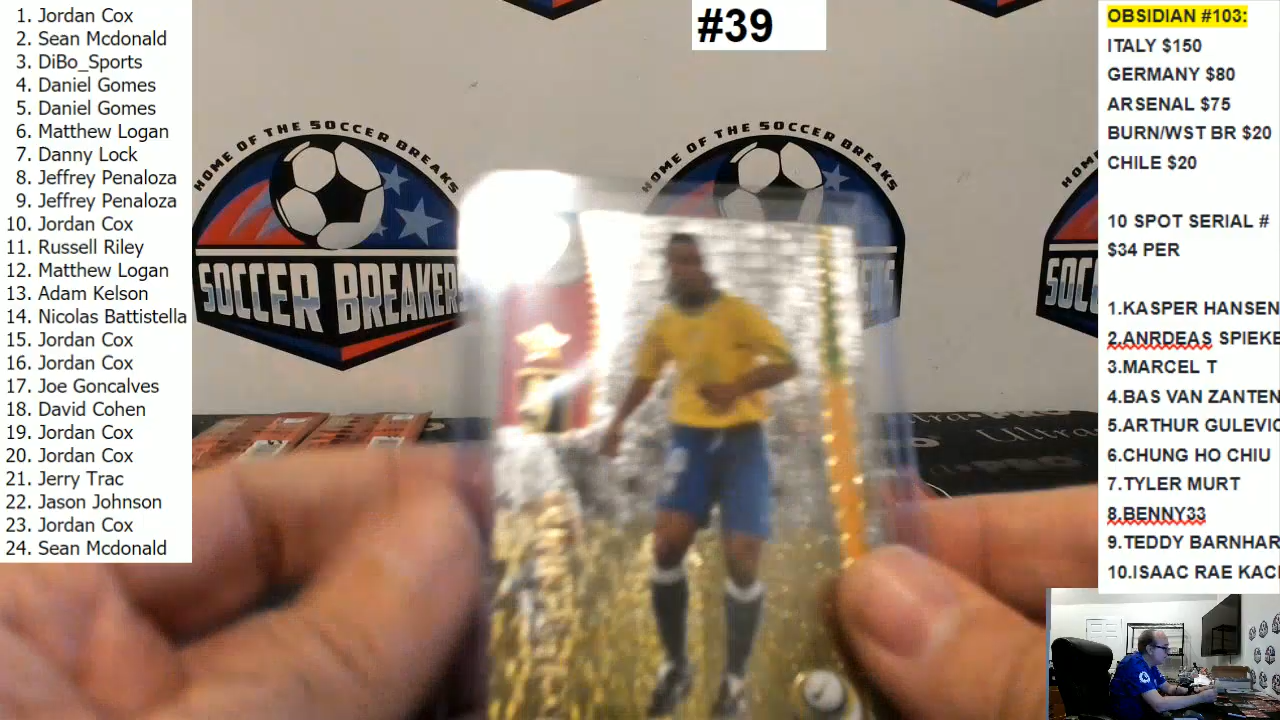 1. Jordan Cox
2. Sean Mcdonald
3. DiBo_Sports
4. Daniel Gomes
5. Daniel Gomes
6. Matthew Logan
7. Danny Lock
8. Jeffrey Penaloza
9. Jeffrey Penaloza
10. Jordan Cox
11. Russell Riley
12. Matthew Logan
13. Adam Kelson
14. Nicolas Battistella
15. Jordan Cox
16. Jordan Cox
17. Joe Goncalves
18. David Cohen
19. Jordan Cox
20. Jordan Cox
21. Jerry Trac
22. Jason Johnson
23. Jordan Cox
24. Sean Mcdonald
#39
HOME OF THE SOCCER BREAKS
SOCCER BREAKER
HOME OF THE SOCCER BREAKS
SOC
OBSIDIAN #103:
ITALY $150
GERMANY $80
ARSENAL $75
BURN/WST BR $20
CHILE $20
10 SPOT SERIAL #
$34 PER
1.KASPER HANSEN
2.ANRDEAS SPIEKE
3.MARCEL T
4.BAS VAN ZANTEN
5.ARTHUR GULEVIC
6.CHUNG HO CHIU
7.TYLER MURT
8.BENNY33
9.TEDDY BARNHAR
10.ISAAC RAE KAC